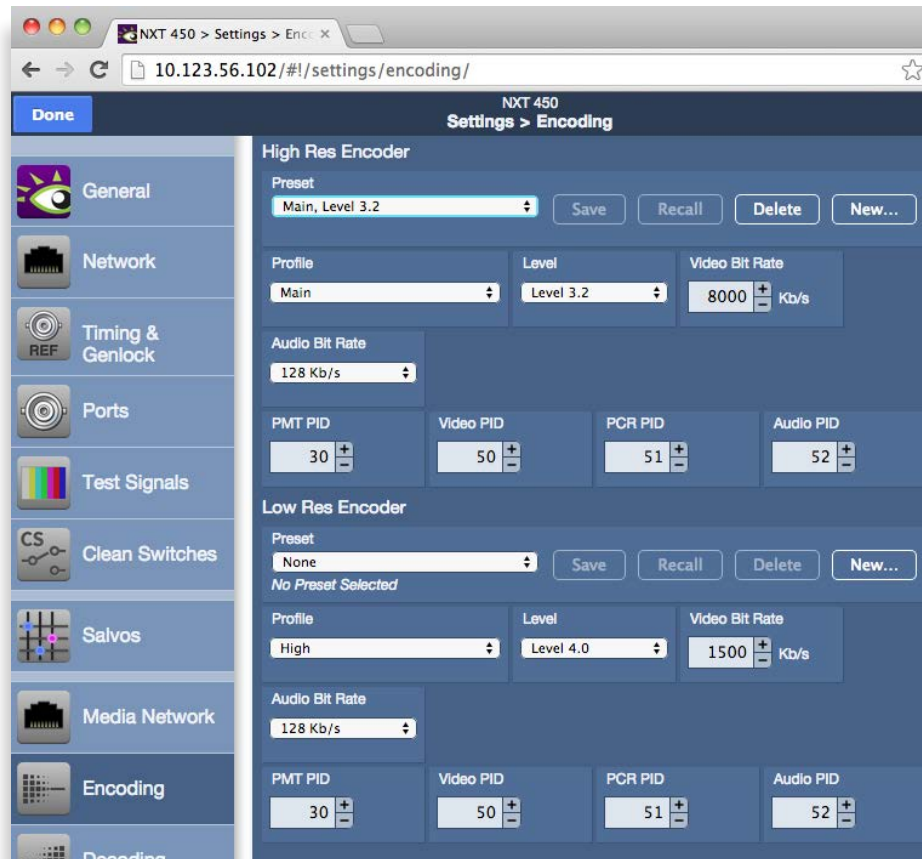 NXT 450 > Settings > Enc
10.123.56.102/#!/settings/encoding/
Done
NXT 450
Settings > Encoding
General
Network
REF
Timing &
Genlock
Ports
Test Signals
CS
Clean Switches
Salvos
Media Network
Encoding
Decoding
High Res Encoder
Preset
Main, Level 3.2 Save Recall Delete New...
Profile Level Video Bit Rate
Main Level 3.2 8000 + - Kb/s
Audio Bit Rate
128 Kb/s
PMT PID Video PID PCR PID Audio PID
30 + - 50 + - 51 + - 52 + -
Low Res Encoder
Preset
None Save Recall Delete New...
No Preset Selected
Profile Level Video Bit Rate
High Level 4.0 1500 + - Kb/s
Audio Bit Rate
128 Kb/s
PMT PID Video PID PCR PID Audio PID
30 + - 50 + - 51 + - 52 + -